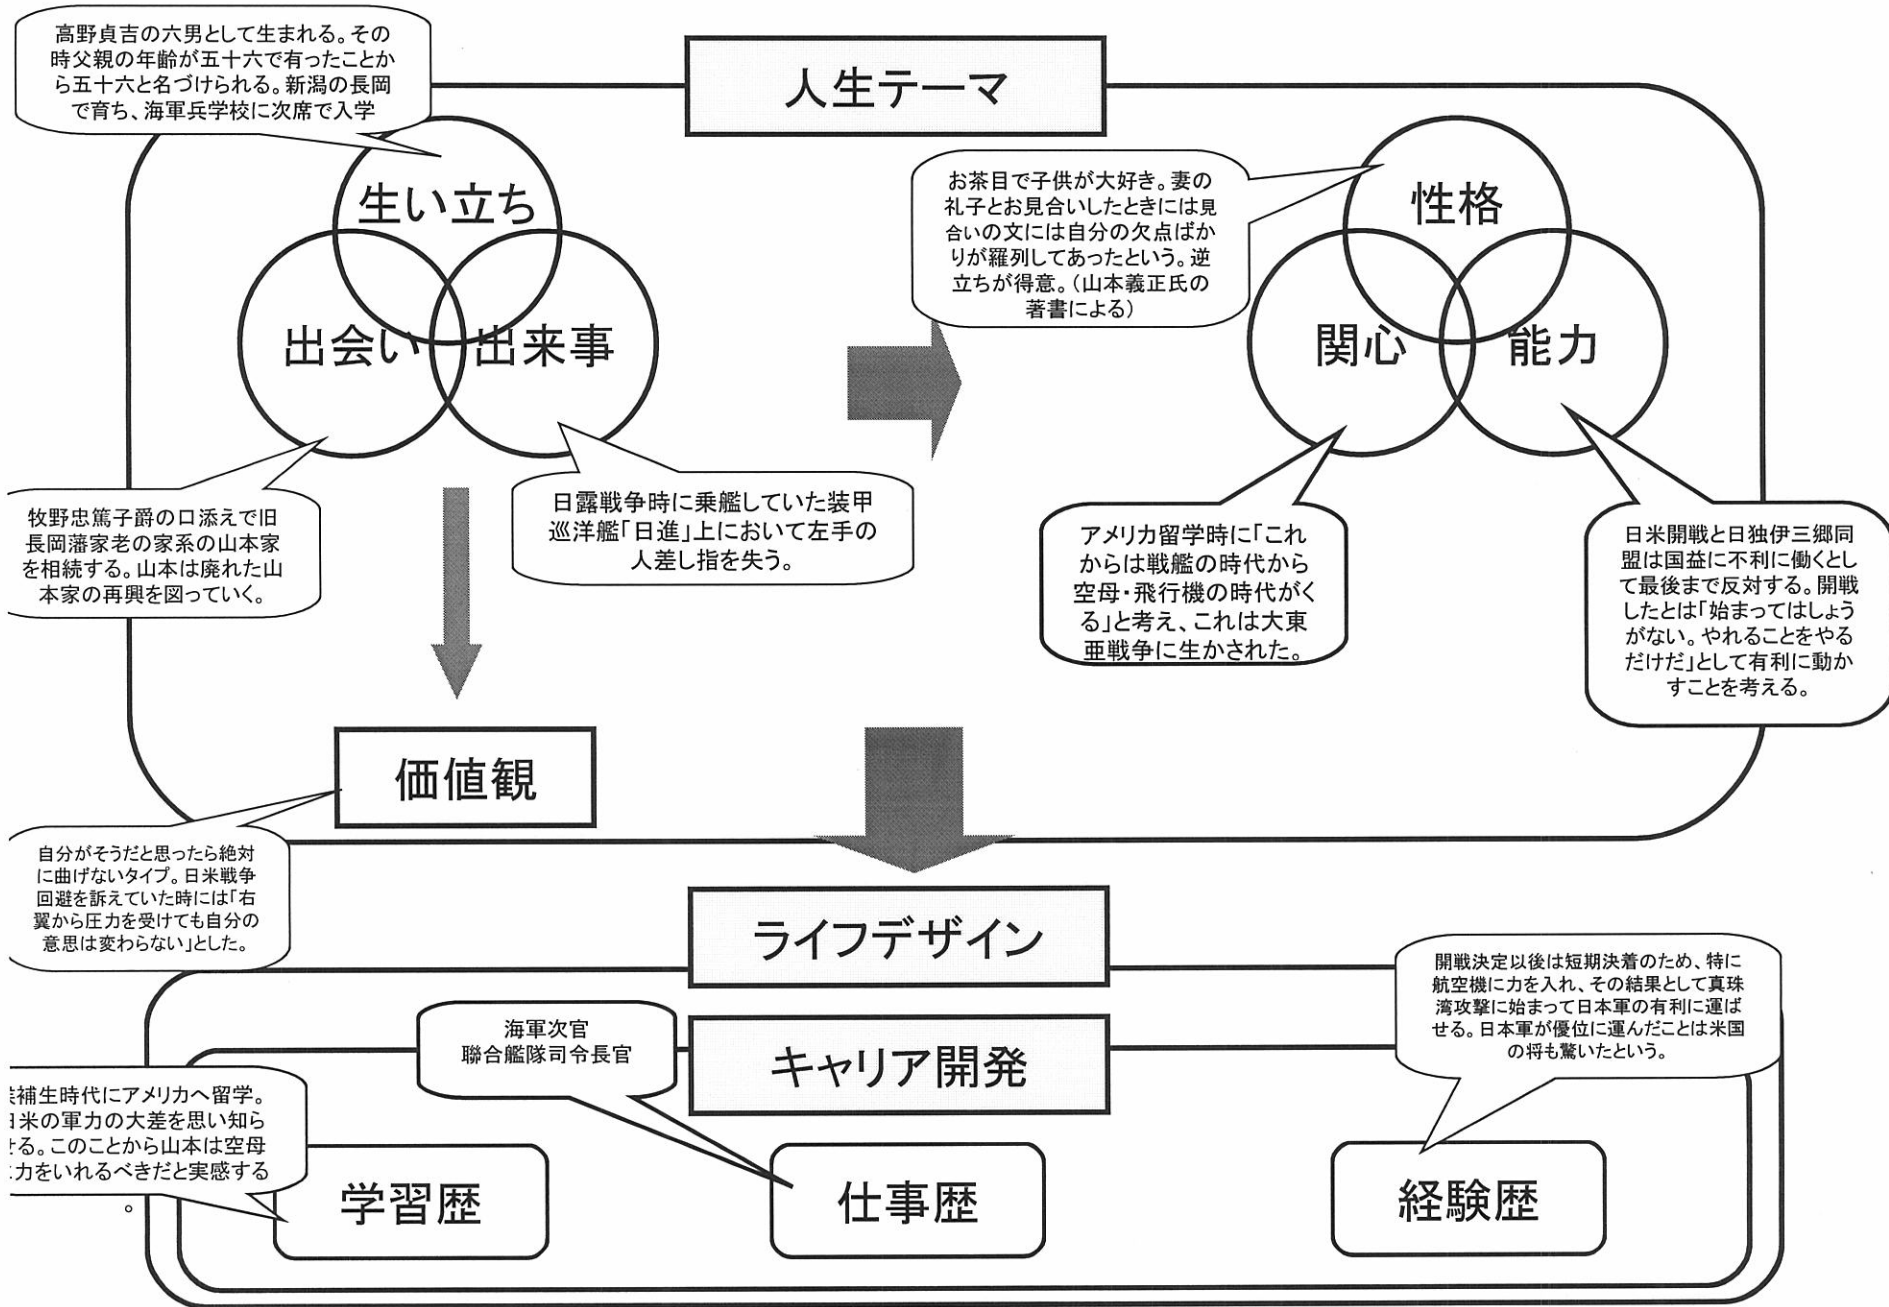 高野貞吉の六男として生まれる。その
時父親の年齢が五十六で有ったことか
ら五十六と名づけられる。新潟の長岡
で育ち、海軍兵学校に次席で入学
人生テーマ
生い立ち
出会い
出来事
お茶目で子供が大好き。妻の
礼子とお見合いしたときには見
合いの文には自分の欠点ばか
りが羅列してあったという。逆
立ちが得意。(山本義正氏の
著書による)
性格
関心
能力
牧野忠篤子爵の口添えで旧
長岡藩家老の家系の山本家
を相続する。山本は廃れた山
本家の再興を図っていく。
日露戦争時に乗艦していた装甲
巡洋艦「日進」上において左手の
人差し指を失う。
アメリカ留学時に「これ
からは戦艦の時代から
空母・飛行機の時代がく
る」と考え、これは大東
亜戦争に生かされた。
日米開戦と日独伊三郷同
盟は国益に不利に働くとし
て最後まで反対する。開戦
したとは「始まってはしょう
がない。やれることをやる
だけだ」として有利に動か
すことを考える。
価値観
自分がそうだと思ったら絶対
に曲げないタイプ。日米戦争
回避を訴えていた時には「右
翼から圧力を受けても自分の
意思は変わらない」とした。
ライフデザイン
海軍次官
聯合艦隊司令長官
キャリア開発
開戦決定以後は短期決着のため、特に
航空機に力を入れ、その結果として真珠
湾攻撃に始まって日本軍の有利に運ば
せる。日本軍が優位に運んだことは米国
の将も驚いたという。
補生時代にアメリカへ留学。
米の軍力の大差を思い知ら
る。このことから山本は空母
力をいれるべきだと実感する
。
学習歴
仕事歴
経験歴